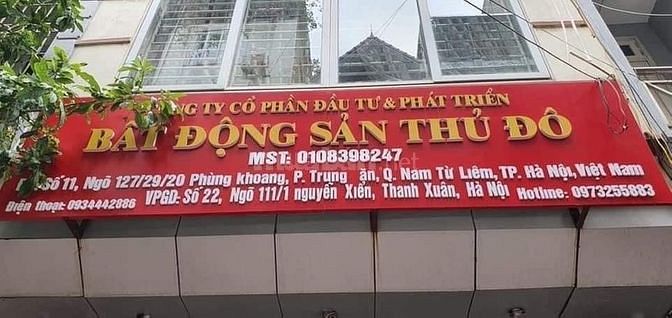 NG TY CỔ PHẦN ĐẦU TƯ & PHÁT TRIỂN
BẤT ĐỘNG SẢN THỦ ĐÔ
MST: 0108398247
Số 11, Ngõ 127/29/20 Phùng khoang, P. Trung ăn, Q. Nam Từ Liêm, TP. Hà Nội, Việt Nam
Điện thoại: 0934442886 VPGD: Số 22, Ngõ 111/1 nguyễn Xiển, Thanh Xuân, Hà Nội Hotline: 0973255883